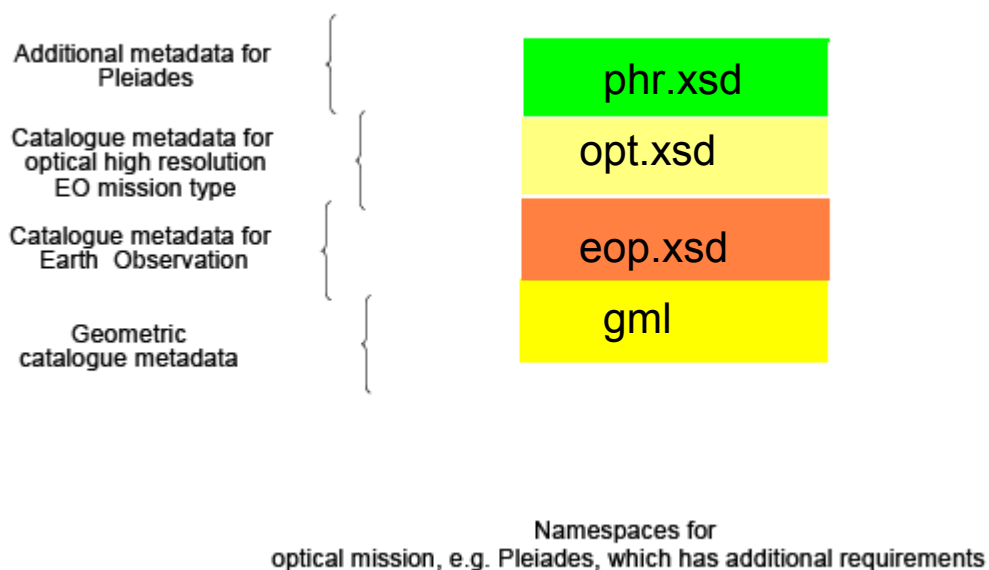 Additional metadata for
Pleiades
phr.xsd
Catalogue metadata for
optical high resolution
EO mission type
opt.xsd
Catalogue metadata for
Earth Observation
eop.xsd
Geometric
catalogue metadata
gml
Namespaces for
optical mission, e.g. Pleiades, which has additional requirements